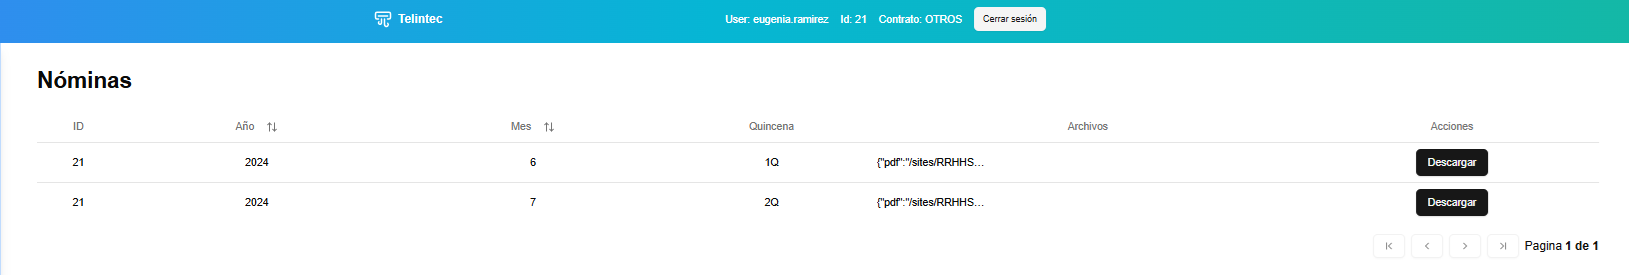 Telintec User: eugenia.ramirez Id: 21 Contrato: OTROS Cerrar sesión
Nóminas
ID Año Mes Quincena Archivos Acciones
21 2024 6 1Q {"pdf":"/sites/RRHHS... Descargar
21 2024 7 2Q {"pdf":"/sites/RRHHS... Descargar
Pagina 1 de 1